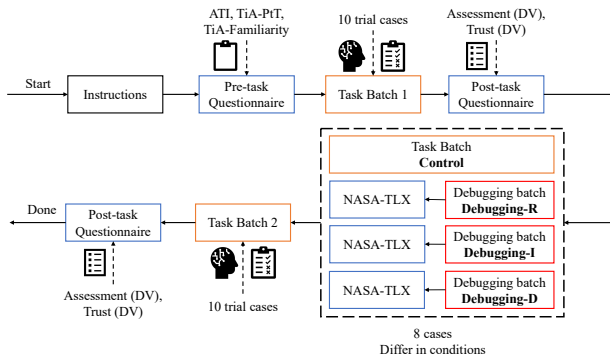 ATI, TiA-PtT,
TiA-Familiarity
10 trial cases
Assessment (DV),
Trust (DV)
Start
Instructions
Pre-task
Questionnaire
Task Batch 1
Post-task
Questionnaire
Task Batch
Control
NASA-TLX
Debugging batch
Debugging-R
NASA-TLX
Debugging batch
Debugging-I
NASA-TLX
Debugging batch
Debugging-D
8 cases
Differ in conditions
Task Batch 2
10 trial cases
Post-task
Questionnaire
Assessment (DV),
Trust (DV)
Done